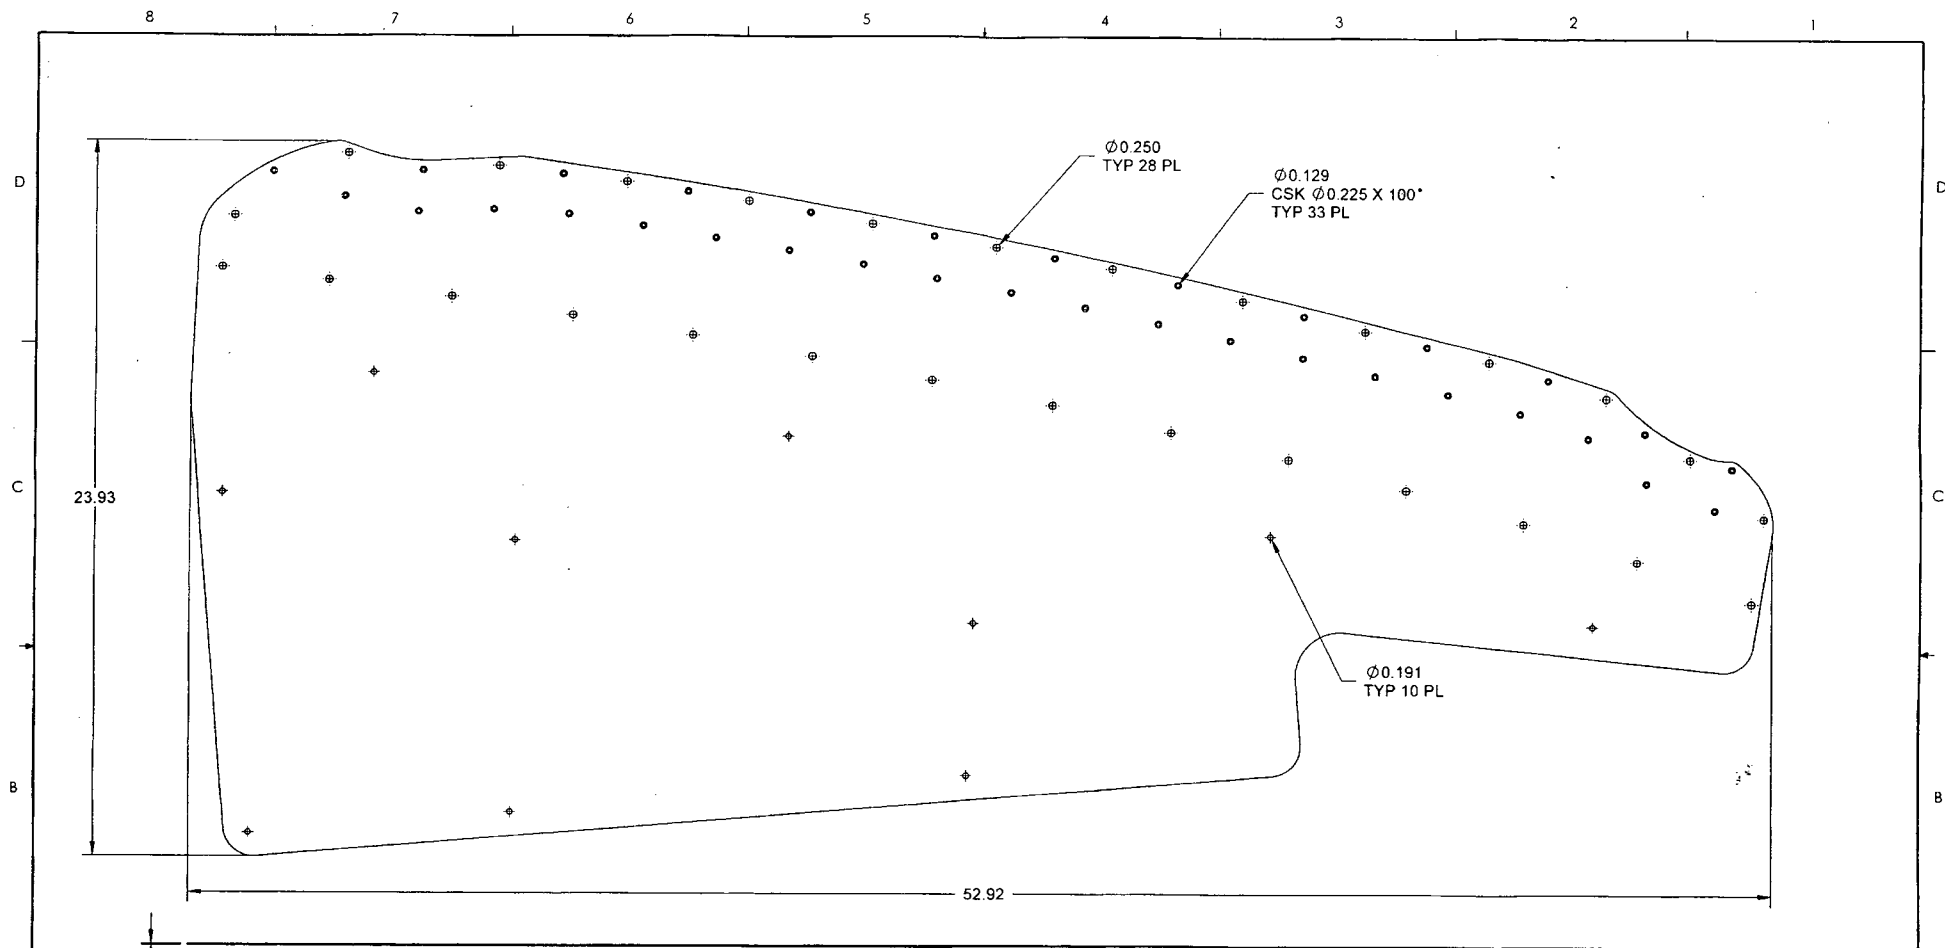 8 7 6 5 4 3 2 1
Ø0.250
TYP 28 PL
Ø0.129
CSK Ø0.225 X 100°
TYP 33 PL
D
D
C
23.93
C
Ø0.191
TYP 10 PL
B
B
52.92